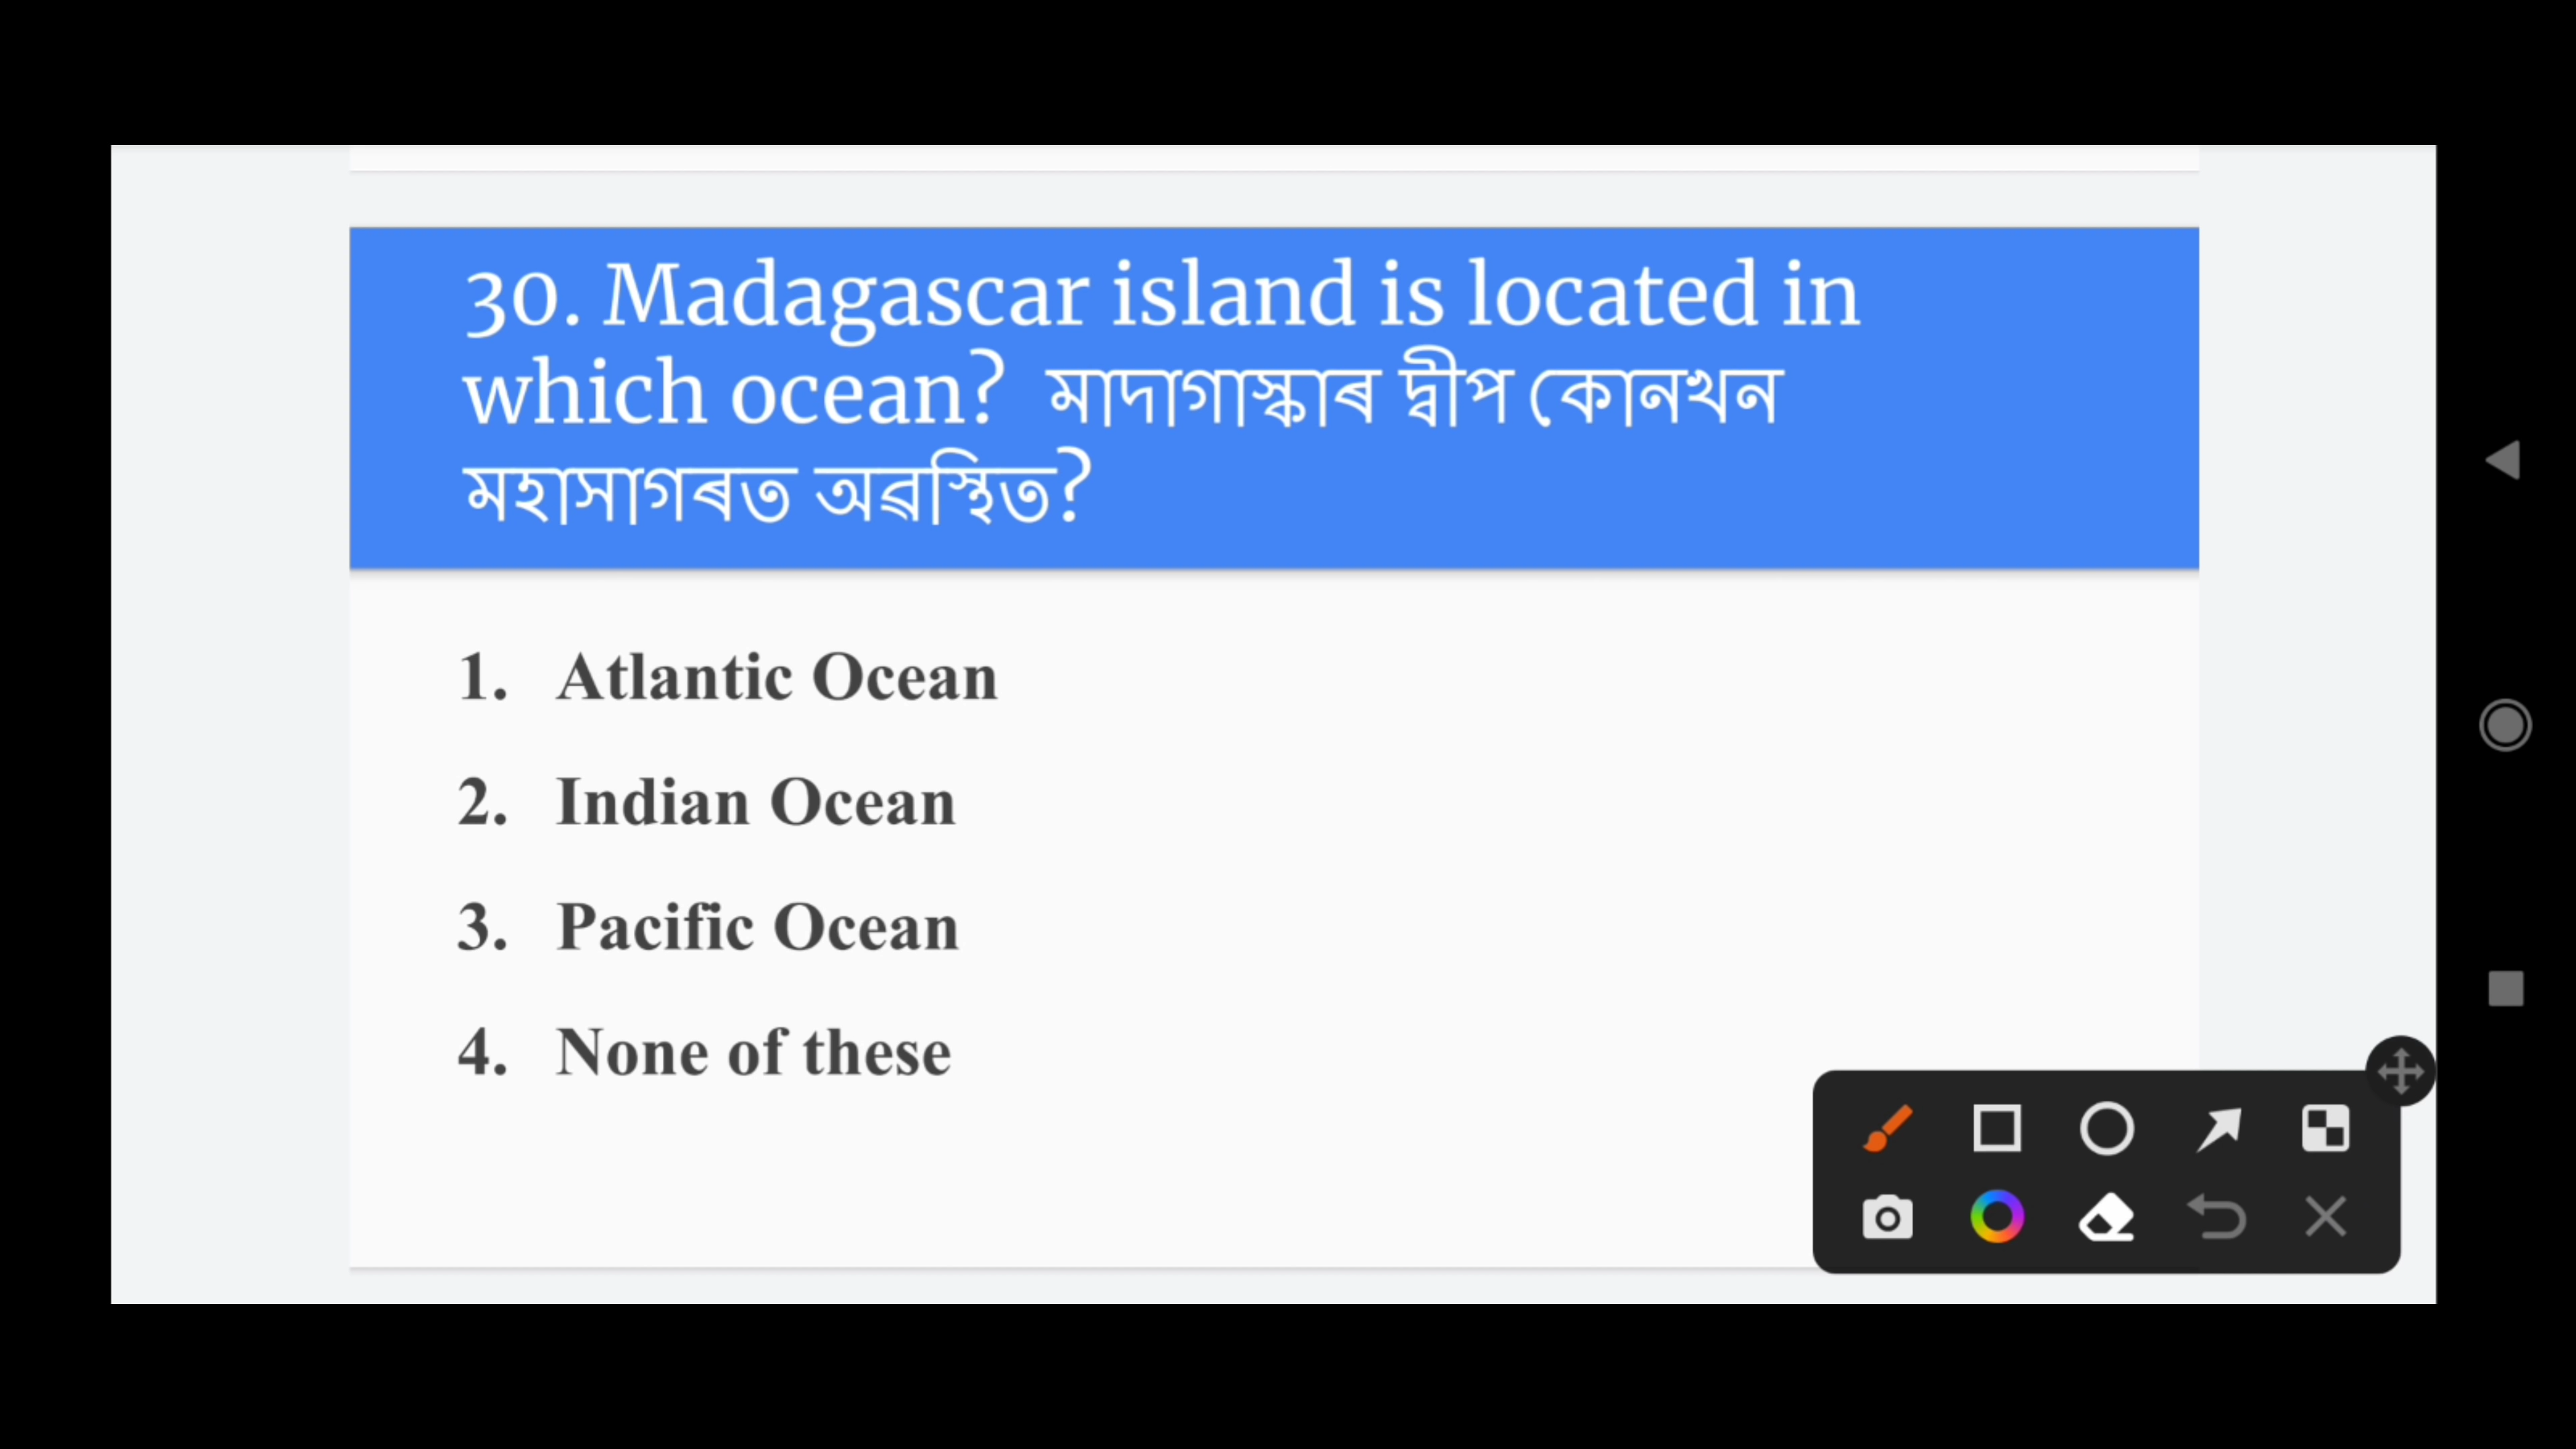 30. Madagascar island is located in
which ocean? মাদাগাস্কাৰ দ্বীপ কোনখন
মহাসাগৰত অৱস্থিত?
1. Atlantic Ocean
2. Indian Ocean
3. Pacific Ocean
4. None of these